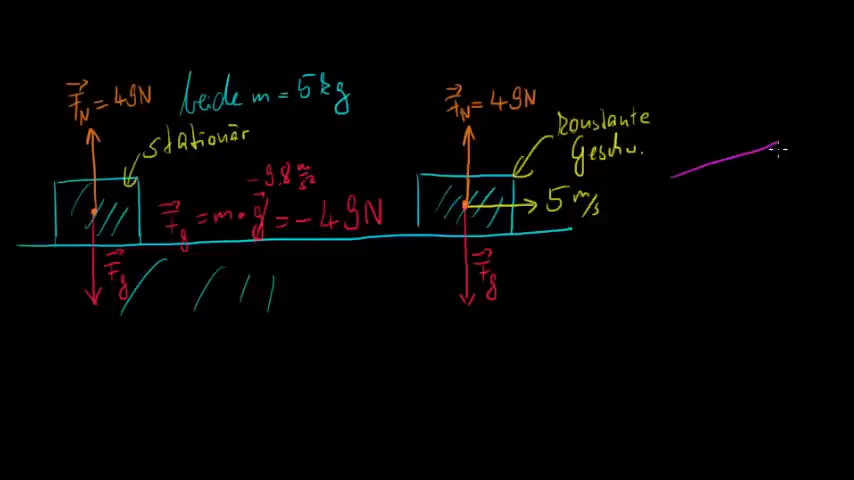 F_N = 49N
beide m = 5kg
stationär
-9.8 m/s²
F_g = m · g = -49N
F_g
F_N = 49N
Konstante
Geschw.
5 m/s
F_g